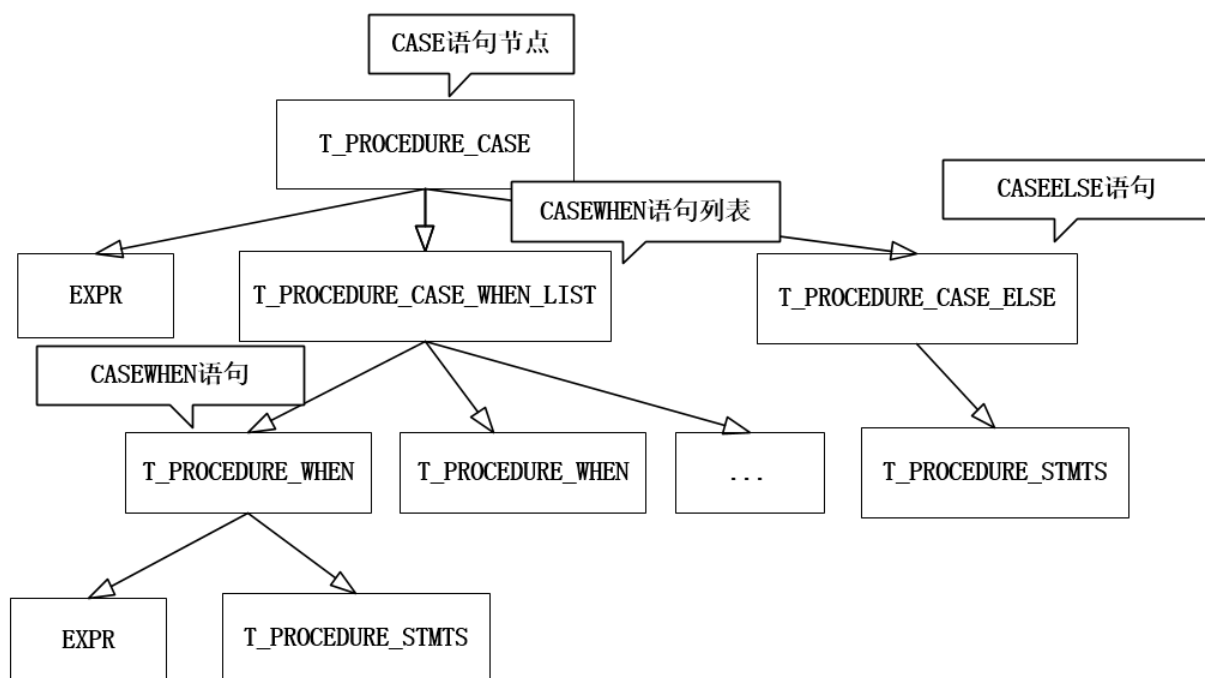 CASE语句节点
T_PROCEDURE_CASE
CASEWHEN语句列表
CASEELSE语句
EXPR
T_PROCEDURE_CASE_WHEN_LIST
T_PROCEDURE_CASE_ELSE
CASEWHEN语句
T_PROCEDURE_WHEN
T_PROCEDURE_WHEN
...
T_PROCEDURE_STMTS
EXPR
T_PROCEDURE_STMTS